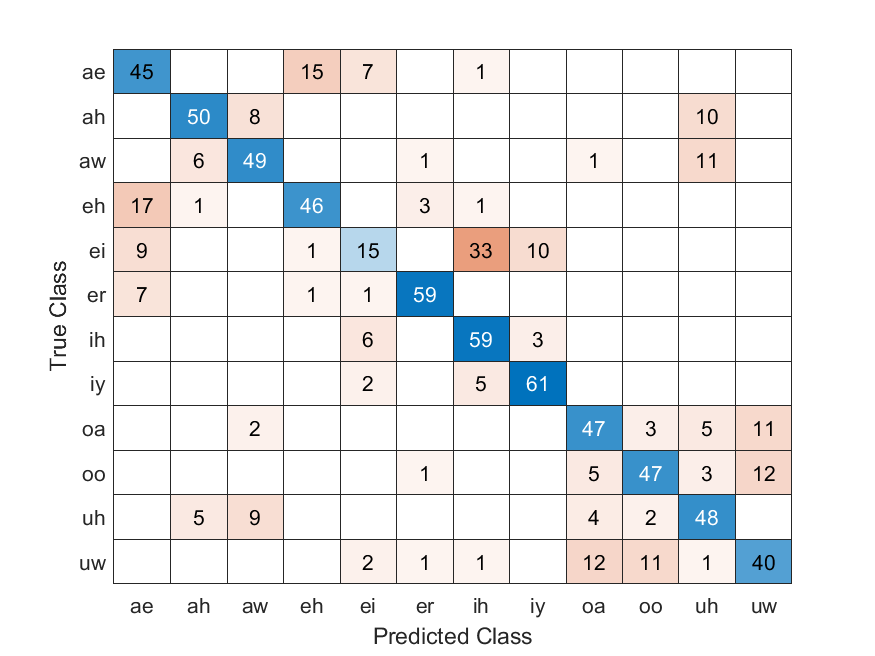 ae 45 15 7 1
ah 50 8 10
aw 6 49 1 1 11
eh 17 1 46 3 1
ei 9 1 15 33 10
er 7 1 1 59
ih 6 59 3
iy 2 5 61
oa 2 47 3 5 11
oo 1 5 47 3 12
uh 5 9 4 2 48
uw 2 1 1 12 11 1 40
ae ah aw eh ei er ih iy oa oo uh uw
Predicted Class
True Class